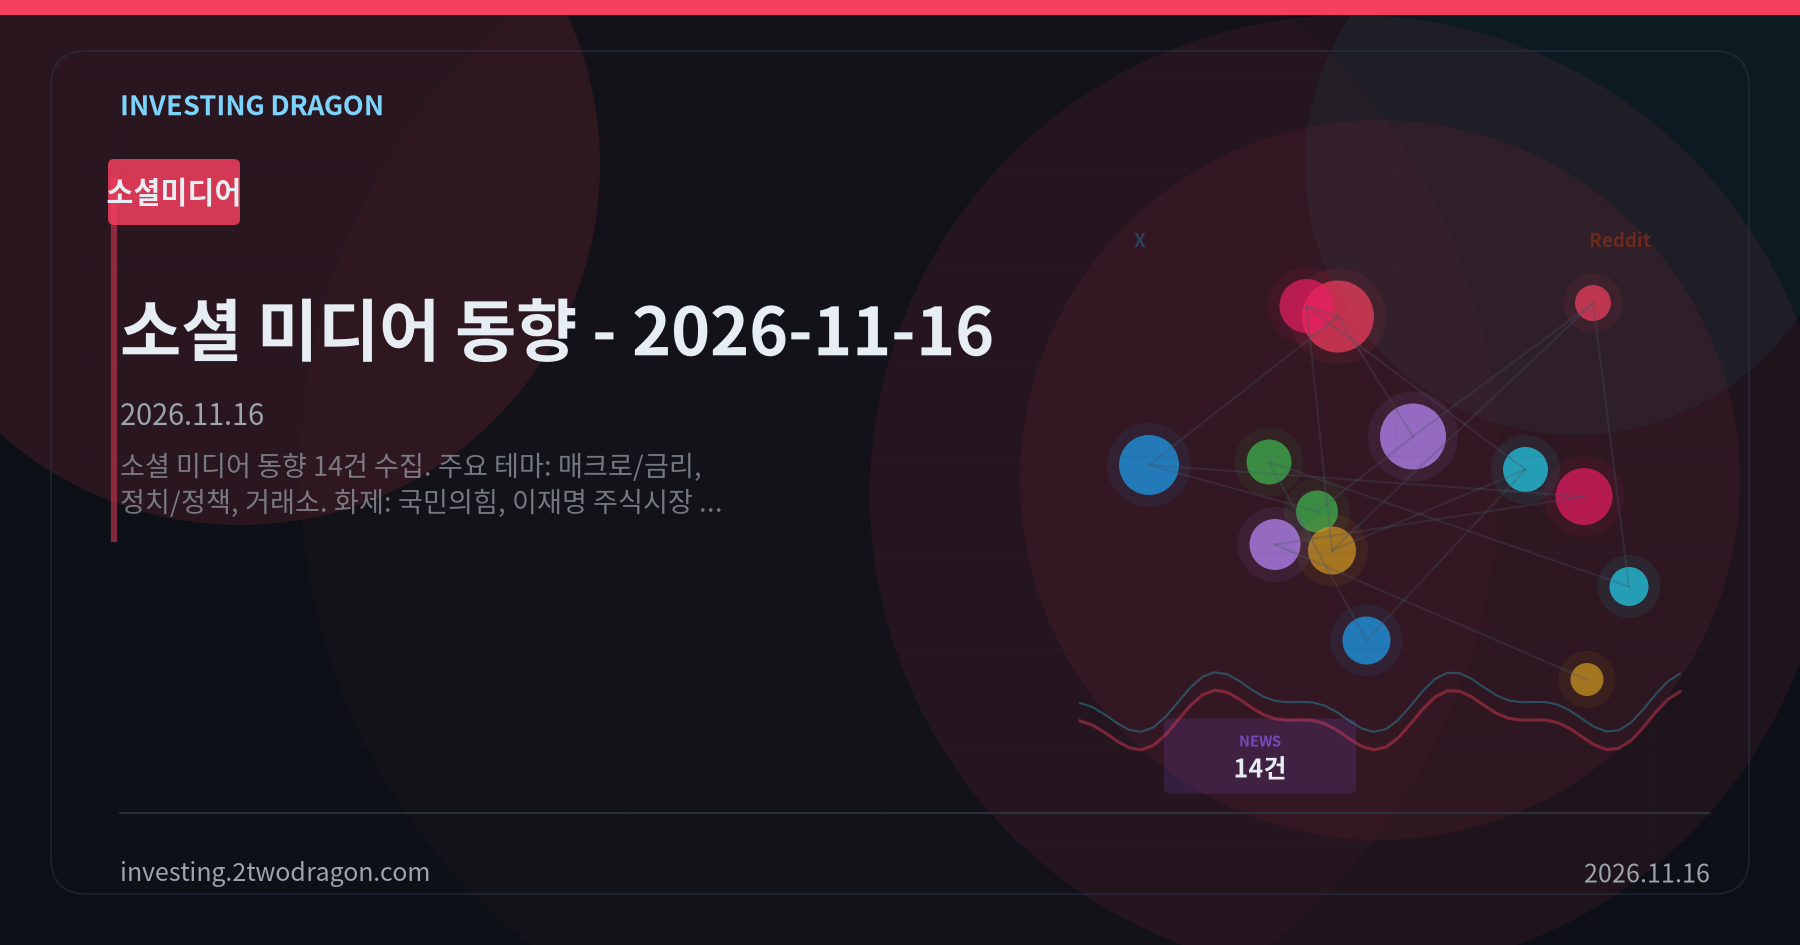 INVESTING DRAGON
소셜미디어
소셜 미디어 동향 - 2026-11-16
2026.11.16
소셜 미디어 동향 14건 수집. 주요 테마: 매크로/금리,
정치/정책, 거래소. 화제: 국민의힘, 이재명 주식시장 ...
X
Reddit
NEWS
14건
investing.2twodragon.com
2026.11.16